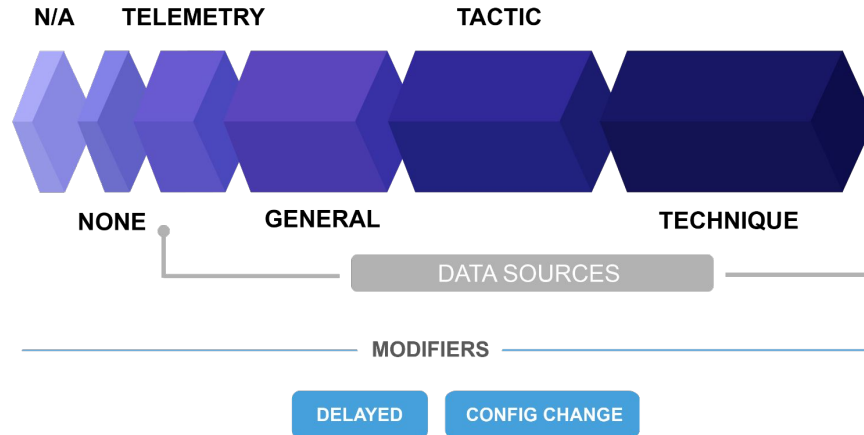 N/A TELEMETRY TACTIC
NONE GENERAL TECHNIQUE
DATA SOURCES
MODIFIERS
DELAYED CONFIG CHANGE